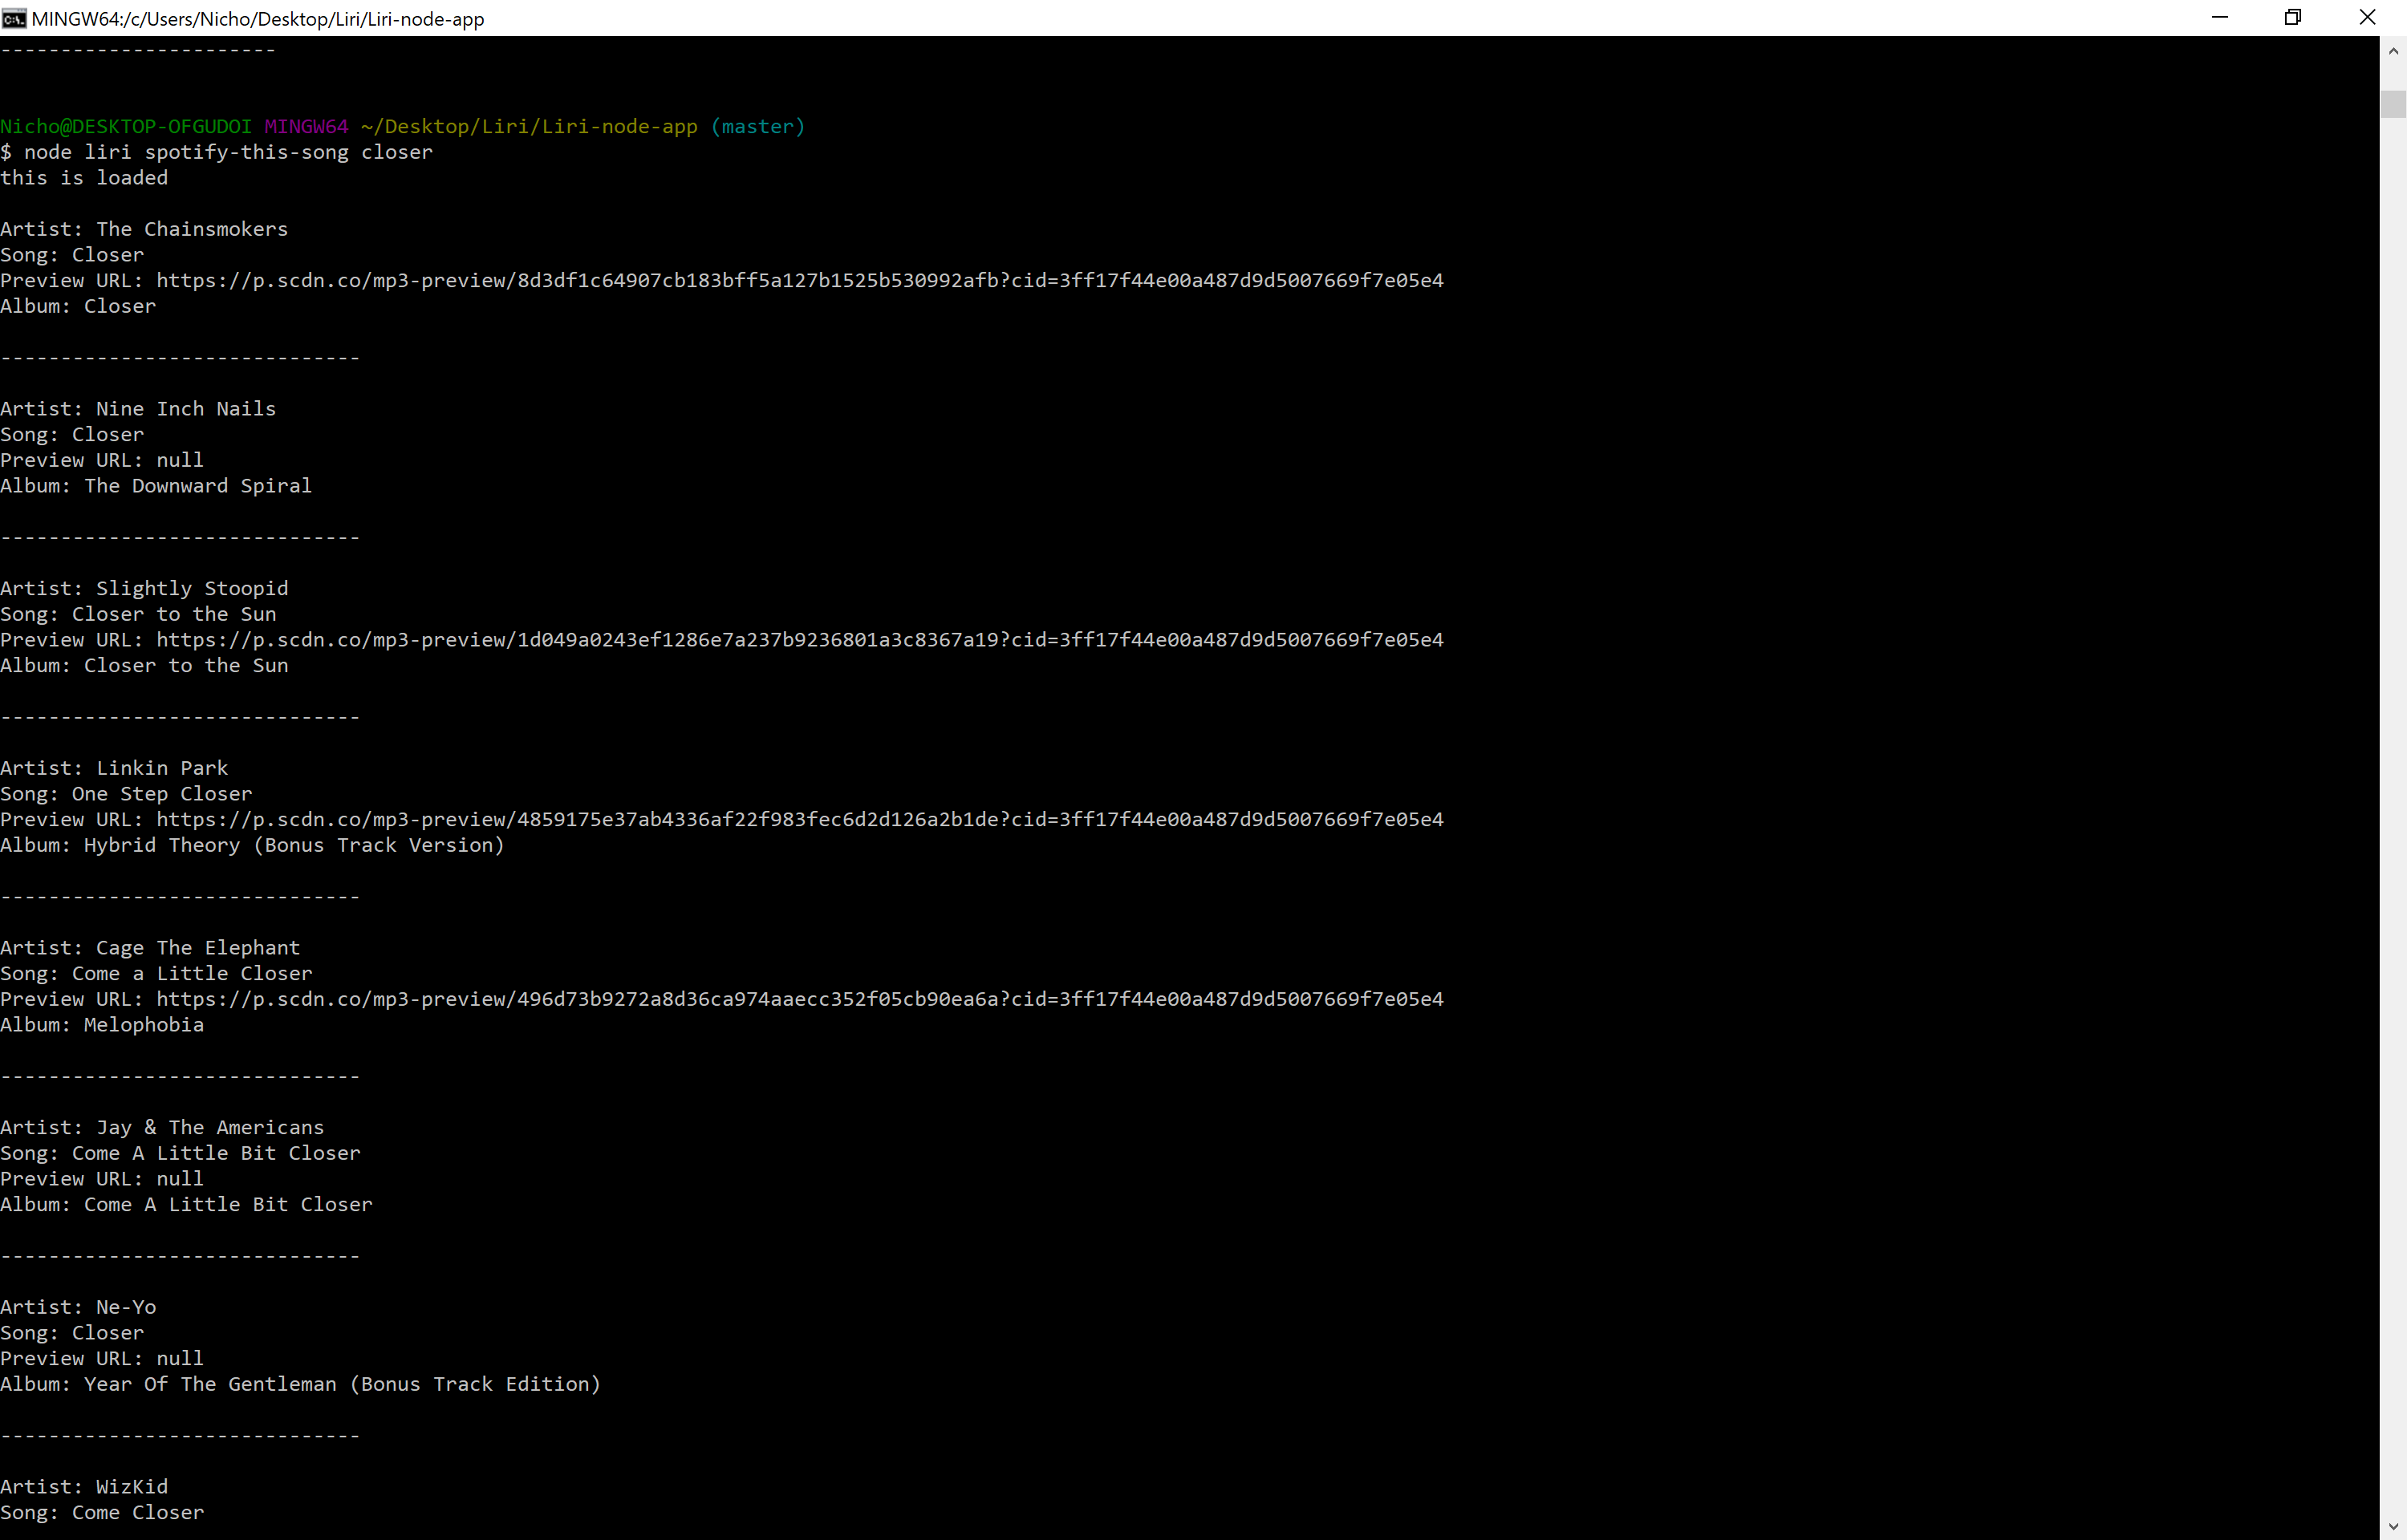 MINGW64:/c/Users/Nicho/Desktop/Liri/Liri-node-app
-----------------------
Nicho@DESKTOP-OFGUDOI MINGW64 ~/Desktop/Liri/Liri-node-app (master)
$ node liri spotify-this-song closer
this is loaded
Artist: The Chainsmokers
Song: Closer
Preview URL: https://p.scdn.co/mp3-preview/8d3df1c64907cb183bff5a127b1525b530992afb?cid=3ff17f44e00a487d9d5007669f7e05e4
Album: Closer
------------------------------
Artist: Nine Inch Nails
Song: Closer
Preview URL: null
Album: The Downward Spiral
------------------------------
Artist: Slightly Stoopid
Song: Closer to the Sun
Preview URL: https://p.scdn.co/mp3-preview/1d049a0243ef1286e7a237b9236801a3c8367a19?cid=3ff17f44e00a487d9d5007669f7e05e4
Album: Closer to the Sun
------------------------------
Artist: Linkin Park
Song: One Step Closer
Preview URL: https://p.scdn.co/mp3-preview/4859175e37ab4336af22f983fec6d2d126a2b1de?cid=3ff17f44e00a487d9d5007669f7e05e4
Album: Hybrid Theory (Bonus Track Version)
------------------------------
Artist: Cage The Elephant
Song: Come a Little Closer
Preview URL: https://p.scdn.co/mp3-preview/496d73b9272a8d36ca974aaecc352f05cb90ea6a?cid=3ff17f44e00a487d9d5007669f7e05e4
Album: Melophobia
------------------------------
Artist: Jay & The Americans
Song: Come A Little Bit Closer
Preview URL: null
Album: Come A Little Bit Closer
------------------------------
Artist: Ne-Yo
Song: Closer
Preview URL: null
Album: Year Of The Gentleman (Bonus Track Edition)
------------------------------
Artist: WizKid
Song: Come Closer